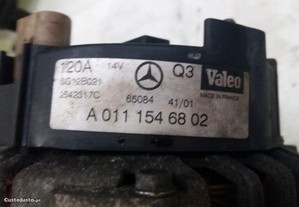 120A 14V Q3 Valeo
SG12B021 MADE IN FRANCE
2542317C 65084 41/01
A 011 154 68 02
CustoJusto.pt